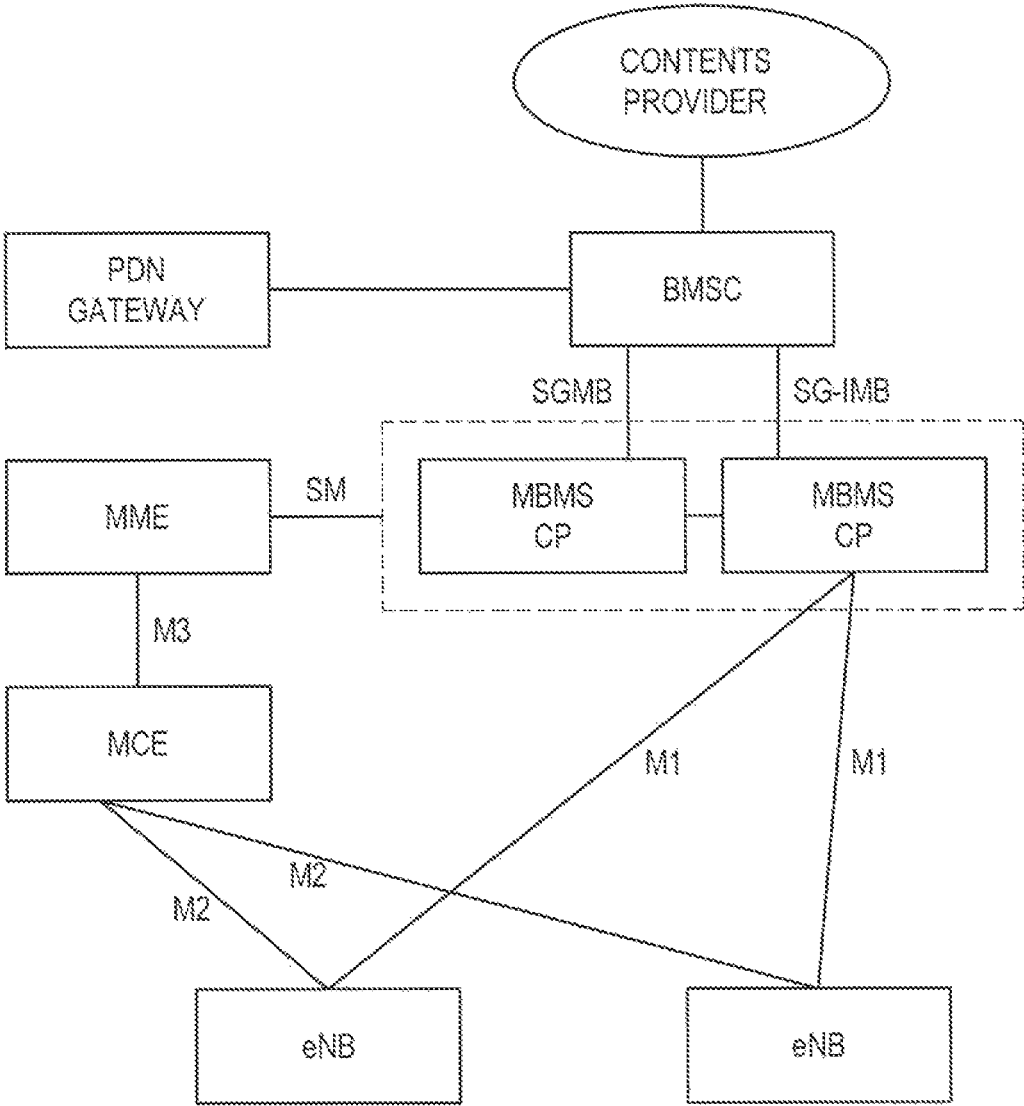 CONTENTS
PROVIDER
PDN
GATEWAY
BMSC
SGMB
SG-IMB
MME
SM
MBMS
CP
MBMS
CP
M3
MCE
M1
M1
M2
M2
eNB
eNB